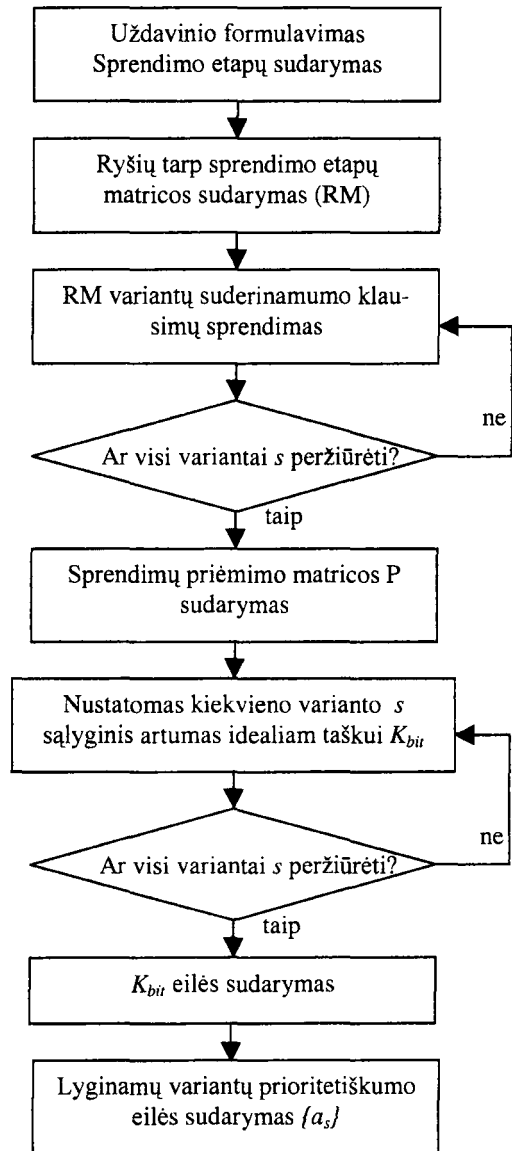 Uždavinio formulavimas
Sprendimo etapų sudarymas
Ryšių tarp sprendimo etapų
matricos sudarymas (RM)
RM variantų suderinamumo klau-
simų sprendimas
ne
Ar visi variantai s peržiūrėti?
taip
Sprendimų priėmimo matricos P
sudarymas
Nustatomas kiekvieno varianto s
sąlyginis artumas idealiam taškui K_bit
ne
Ar visi variantai s peržiūrėti?
taip
K_bit eilės sudarymas
Lyginamų variantų prioritetiškumo
eilės sudarymas {a_s}